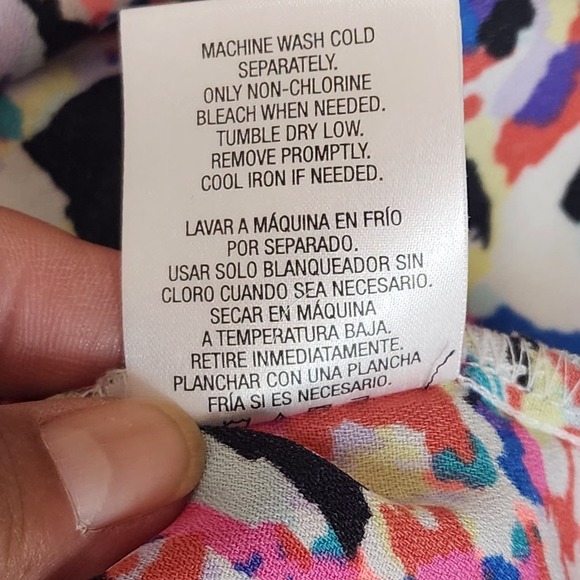 MACHINE WASH COLD
SEPARATELY.
ONLY NON-CHLORINE
BLEACH WHEN NEEDED.
TUMBLE DRY LOW.
REMOVE PROMPTLY.
COOL IRON IF NEEDED.
LAVAR A MÁQUINA EN FRÍO
POR SEPARADO.
USAR SOLO BLANQUEADOR SIN
CLORO CUANDO SEA NECESARIO.
SECAR EN MÁQUINA
A TEMPERATURA BAJA.
RETIRE INMEDIATAMENTE.
PLANCHAR CON UNA PLANCHA
FRÍA SI ES NECESARIO.